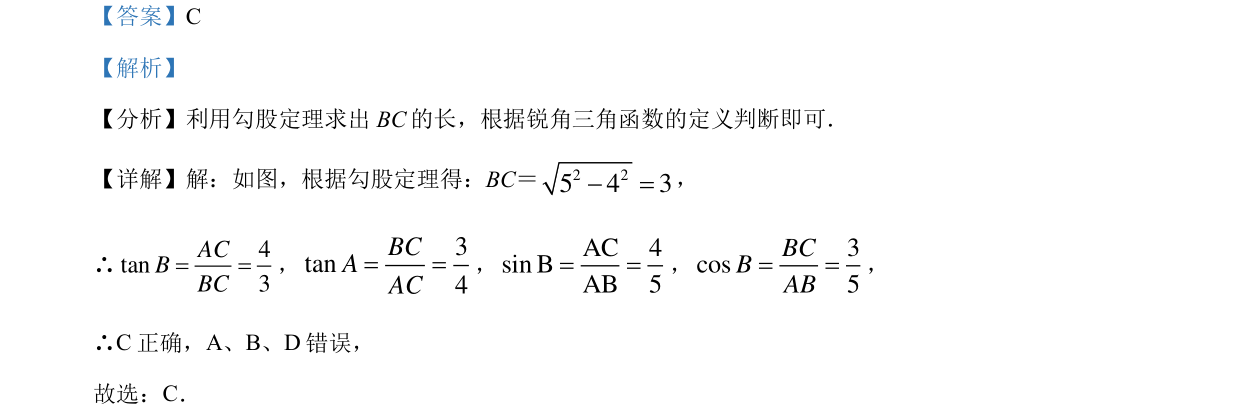 【答案】C
【解析】
【分析】利用勾股定理求出 BC 的长，根据锐角三角函数的定义判断即可．
【详解】解：如图，根据勾股定理得：BC＝√(5²－4²)＝3，
∴ tan B = AC/BC = 4/3，tan A = BC/AC = 3/4，sin B = AC/AB = 4/5，cos B = BC/AB = 3/5，
∴C 正确，A、B、D 错误，
故选：C．